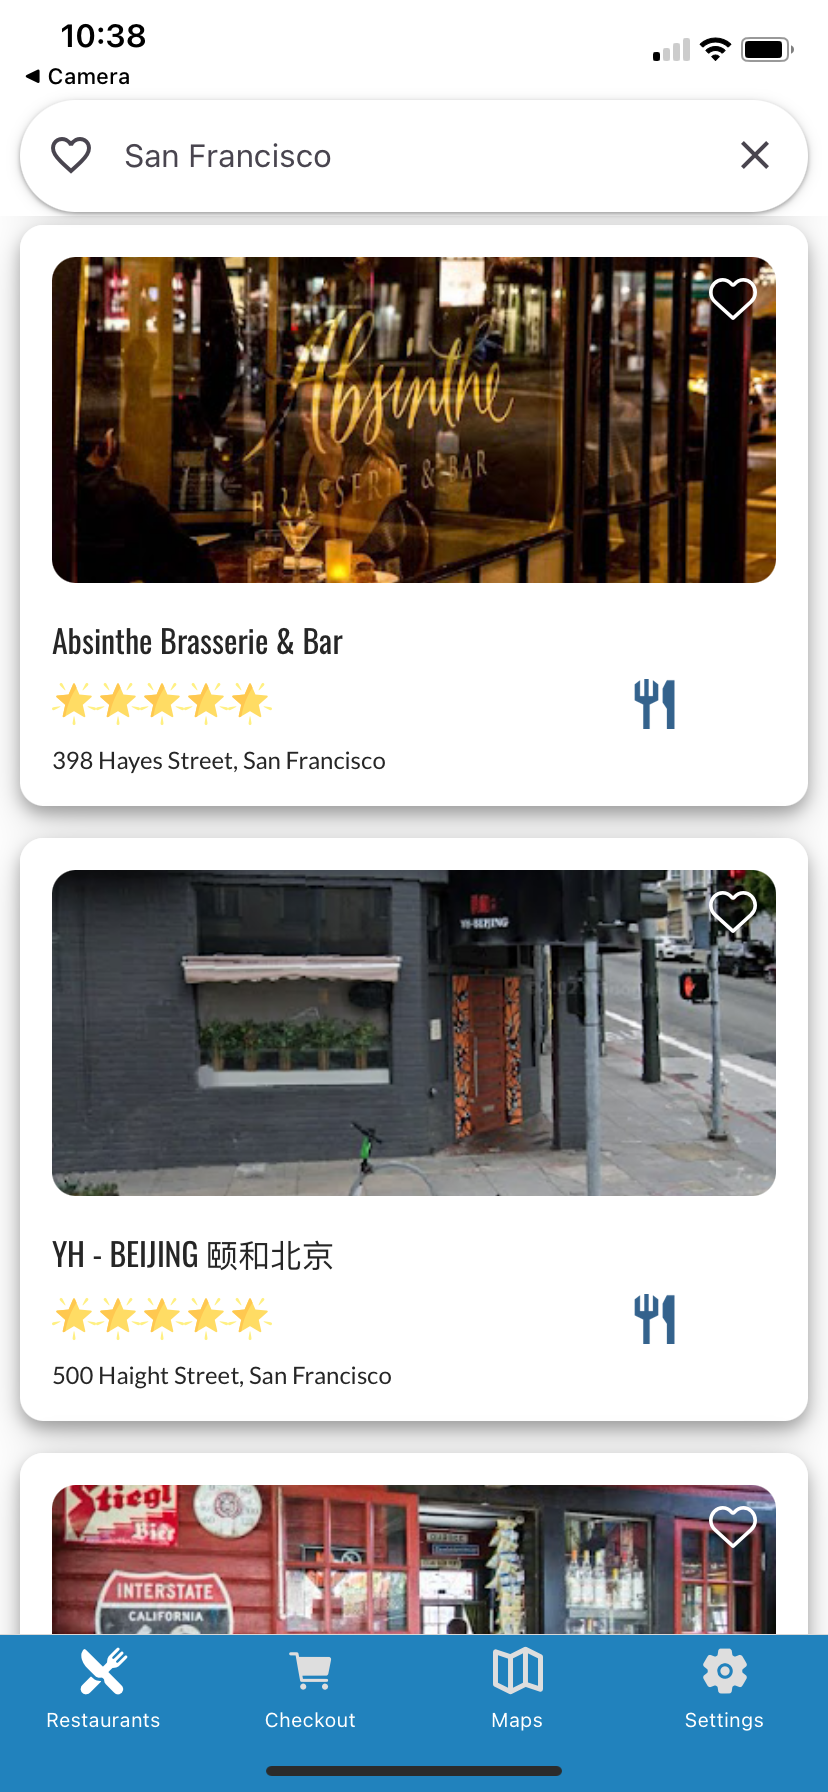 10:38
Camera
San Francisco
Absinthe
BRASSERIE & BAR
Absinthe Brasserie & Bar
398 Hayes Street, San Francisco
YH-BEIJING
YH - BEIJING 颐和北京
500 Haight Street, San Francisco
Stiegl
Bier
INTERSTATE
CALIFORNIA
Restaurants
Checkout
Maps
Settings